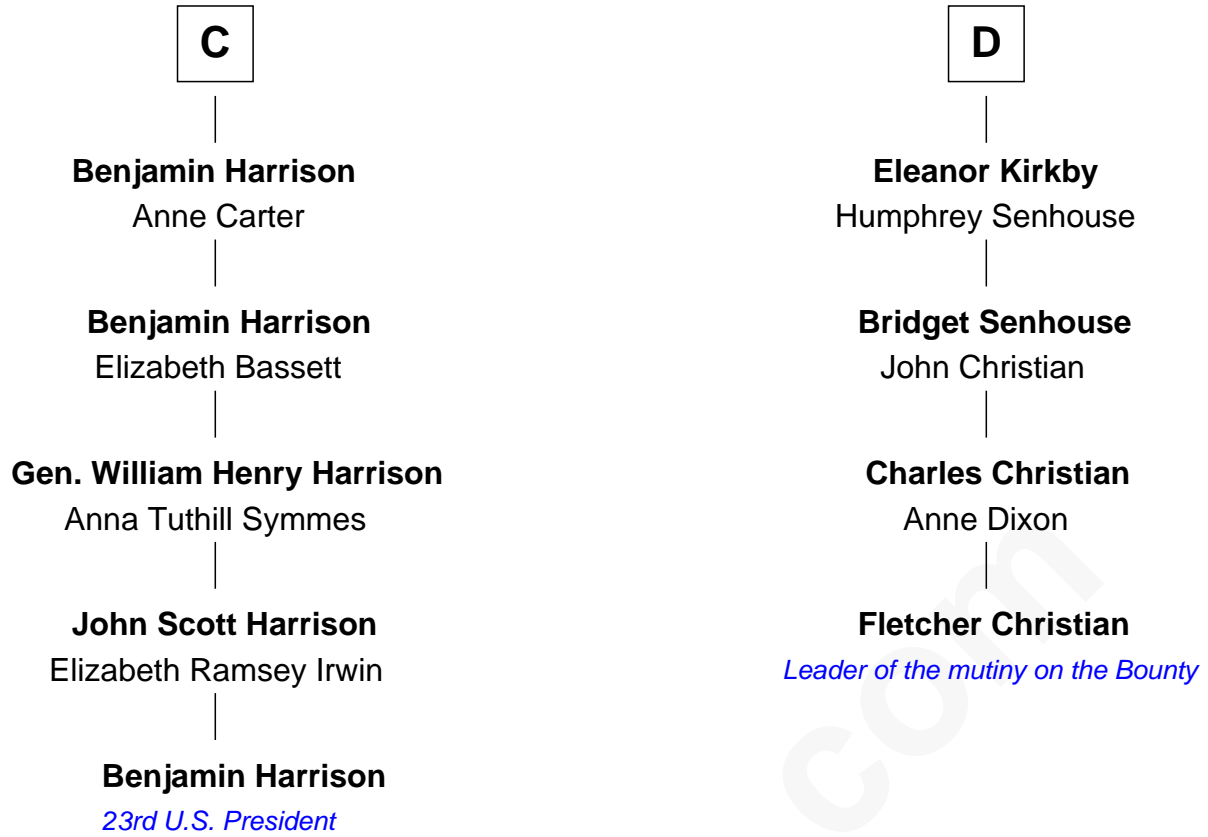 C
Benjamin Harrison
Anne Carter
Benjamin Harrison
Elizabeth Bassett
Gen. William Henry Harrison
Anna Tuthill Symmes
John Scott Harrison
Elizabeth Ramsey Irwin
Benjamin Harrison
23rd U.S. President
D
Eleanor Kirkby
Humphrey Senhouse
Bridget Senhouse
John Christian
Charles Christian
Anne Dixon
Fletcher Christian
Leader of the mutiny on the Bounty
com